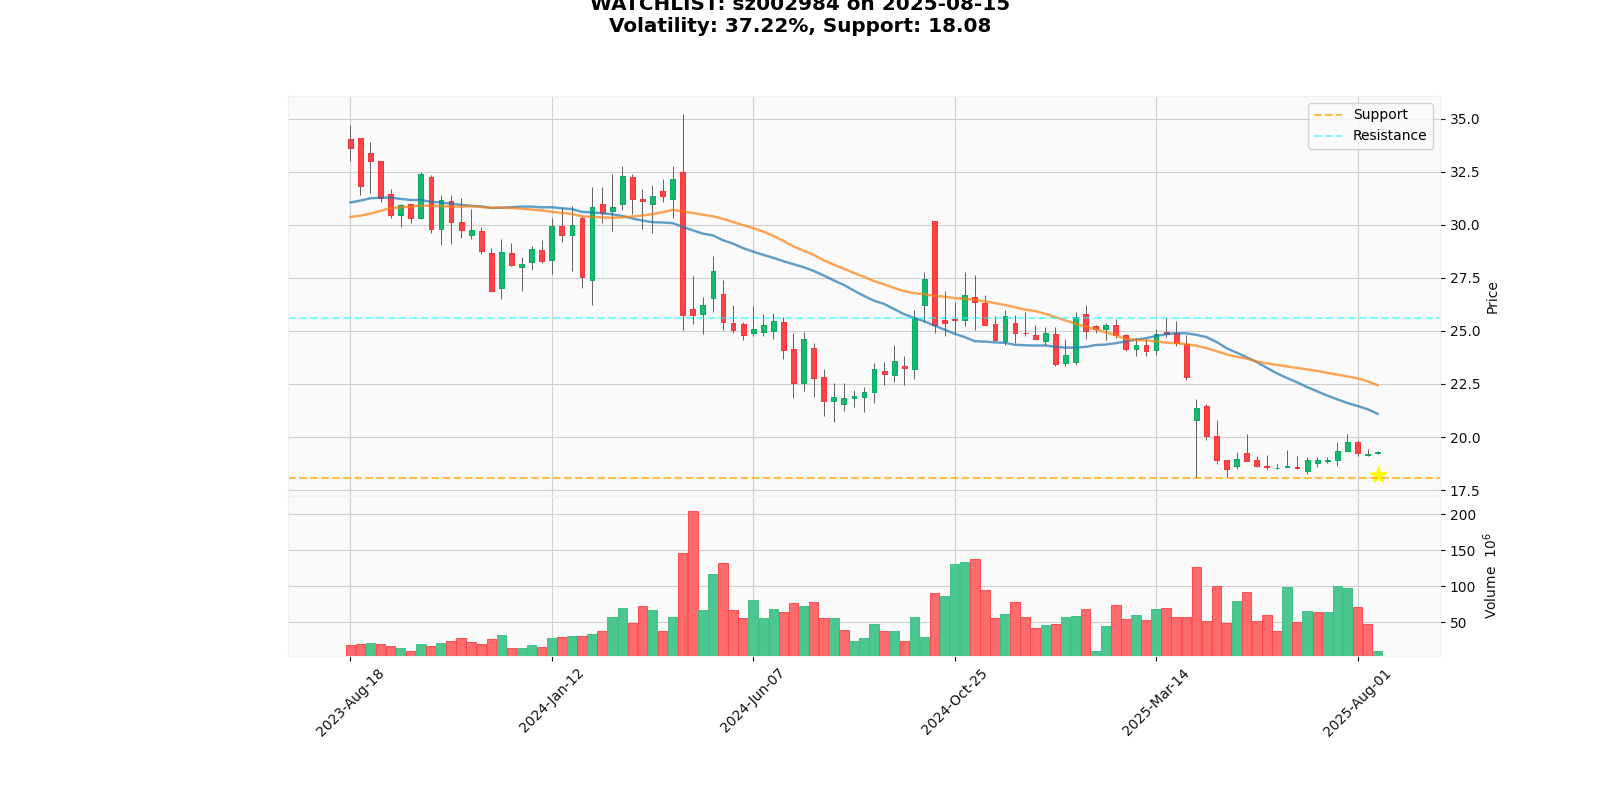 WATCHLIST: sz002984 on 2025-08-15
Volatility: 37.22%, Support: 18.08
Support
Resistance
35.0
32.5
30.0
27.5
25.0
22.5
20.0
17.5
Price
200
150
100
50
Volume 10⁶
2023-Aug-18
2024-Jan-12
2024-Jun-07
2024-Oct-25
2025-Mar-14
2025-Aug-01